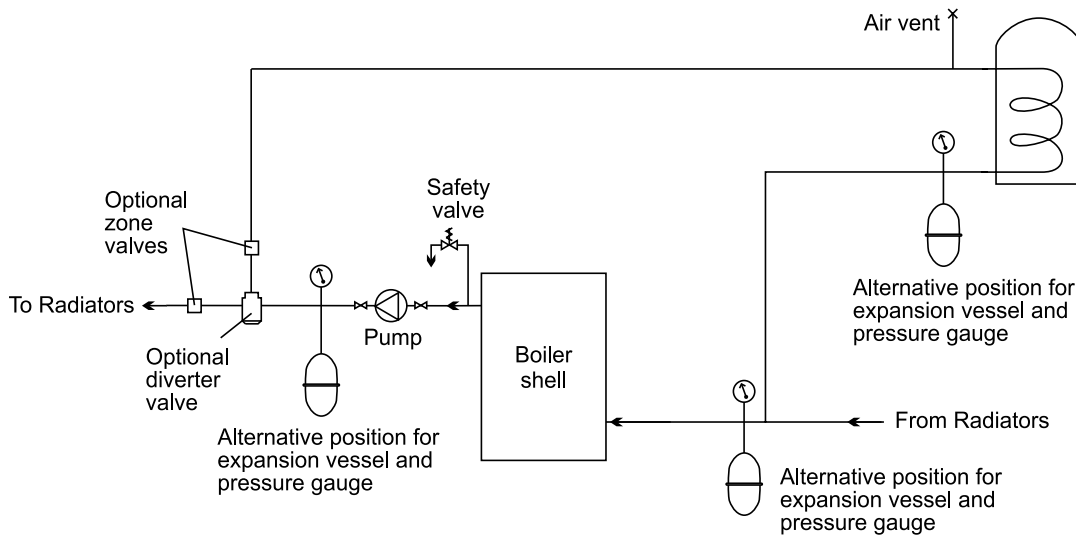 Air vent
Safety
valve
Optional
zone
valves
To Radiators
Pump
Optional
diverter
valve
Boiler
shell
Alternative position for
expansion vessel and
pressure gauge
Alternative position for
expansion vessel and
pressure gauge
From Radiators
Alternative position for
expansion vessel and
pressure gauge